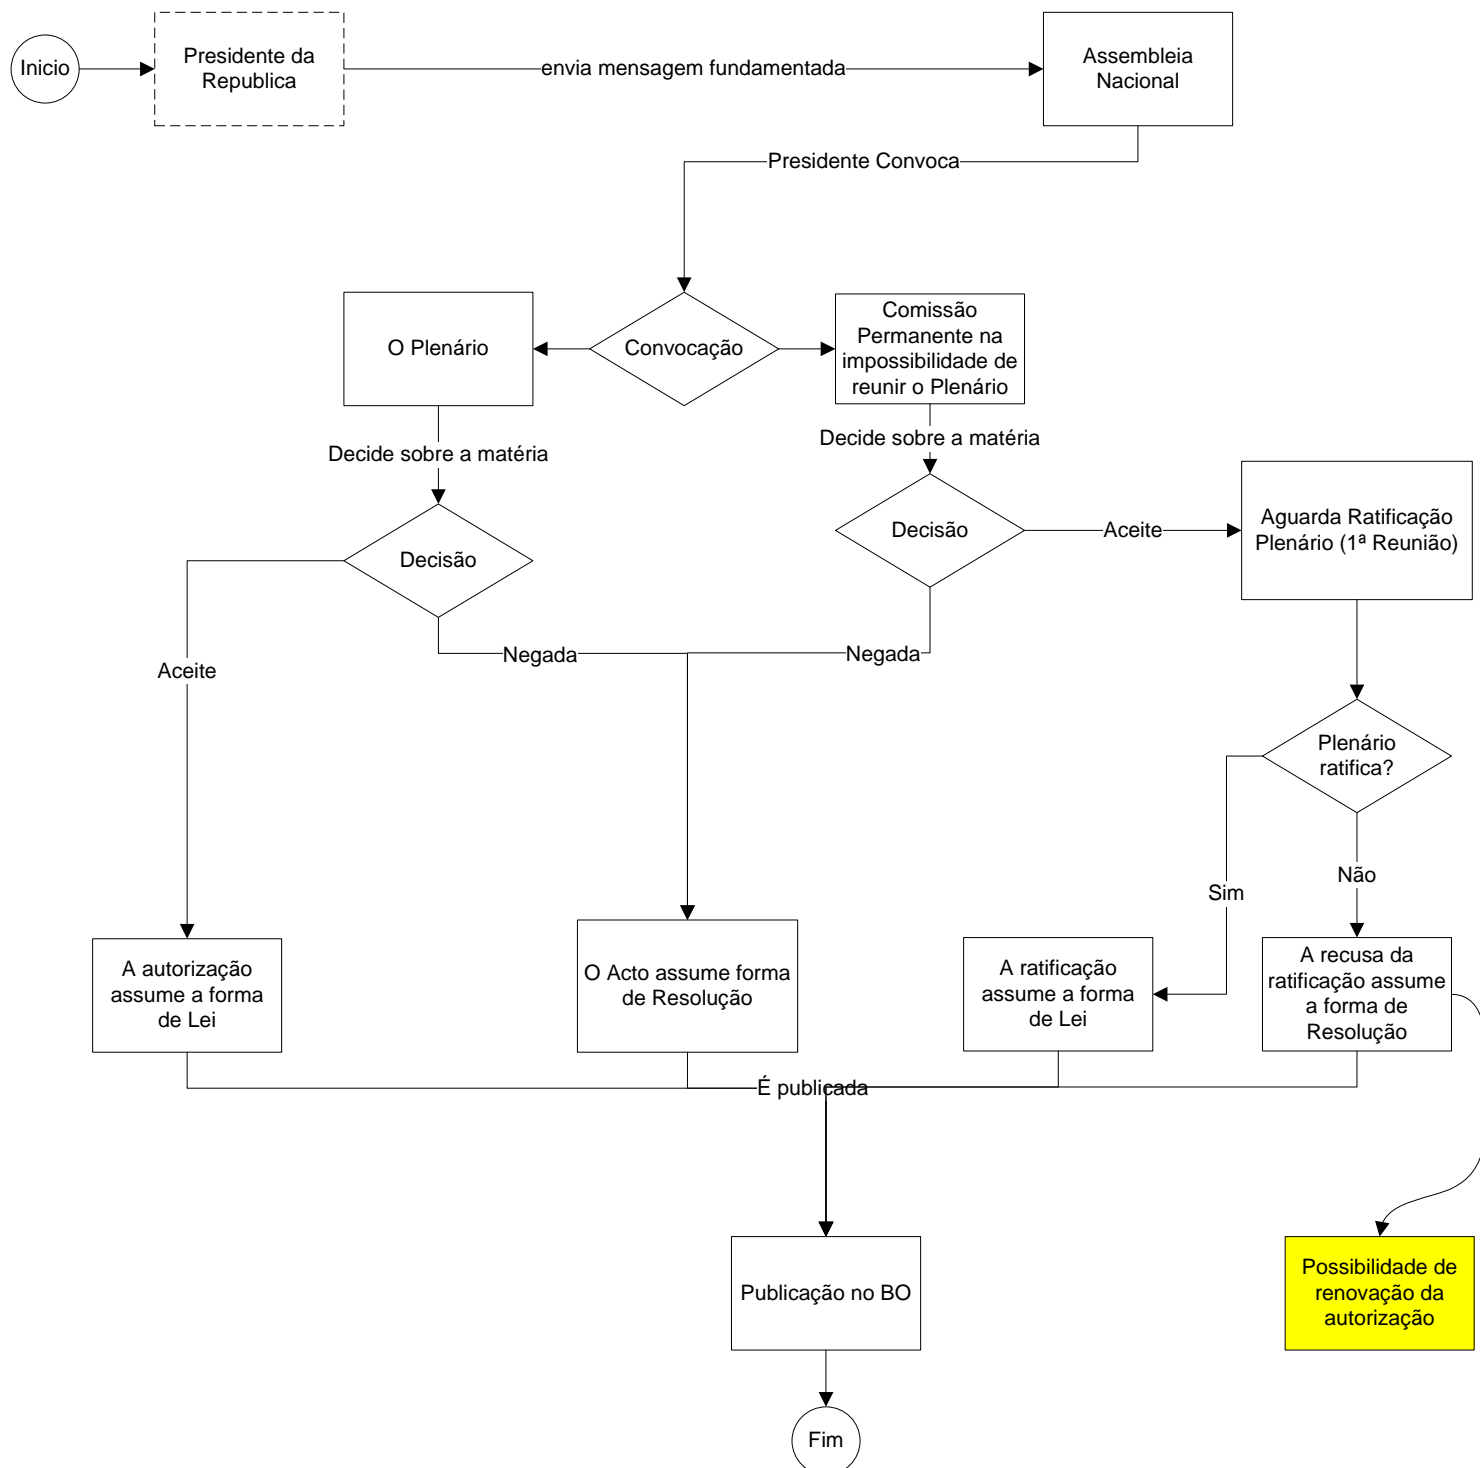 Inicio
Presidente da
Republica
envia mensagem fundamentada
Assembleia
Nacional
Presidente Convoca
O Plenário
Convocação
Comissão
Permanente na
impossibilidade de
reunir o Plenário
Decide sobre a matéria
Decide sobre a matéria
Decisão
Decisão
Aceite
Aguarda Ratificação
Plenário (1ª Reunião)
Aceite
Negada
Negada
Plenário
ratifica?
Sim
Não
A autorização
assume a forma
de Lei
O Acto assume forma
de Resolução
A ratificação
assume a forma
de Lei
A recusa da
ratificação assume
a forma de
Resolução
É publicada
Publicação no BO
Possibilidade de
renovação da
autorização
Fim